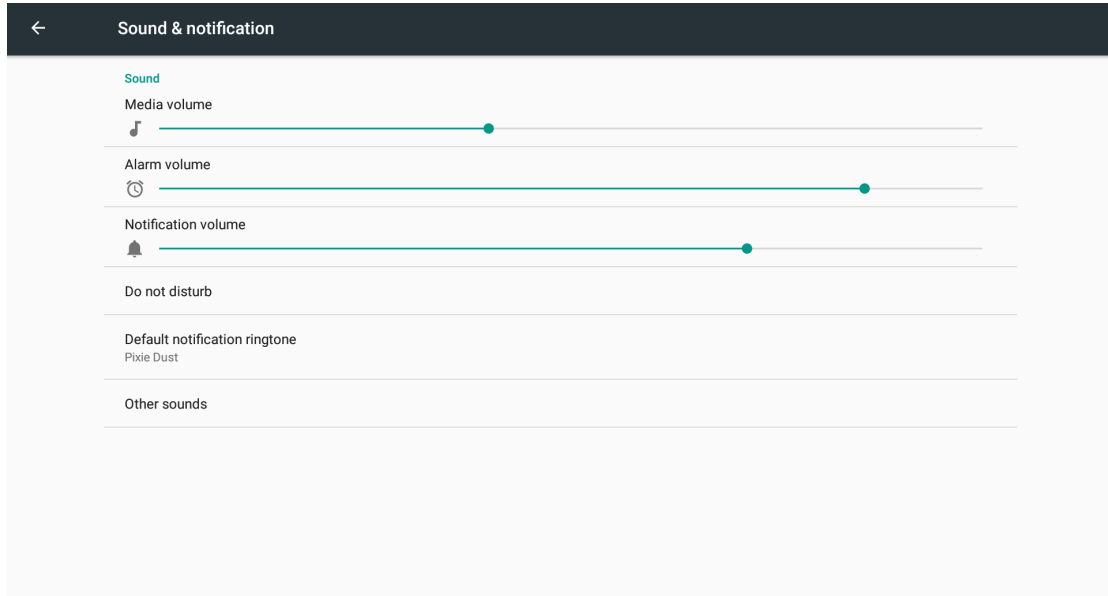 Sound & notification
Sound
Media volume
Alarm volume
Notification volume
Do not disturb
Default notification ringtone
Pixie Dust
Other sounds